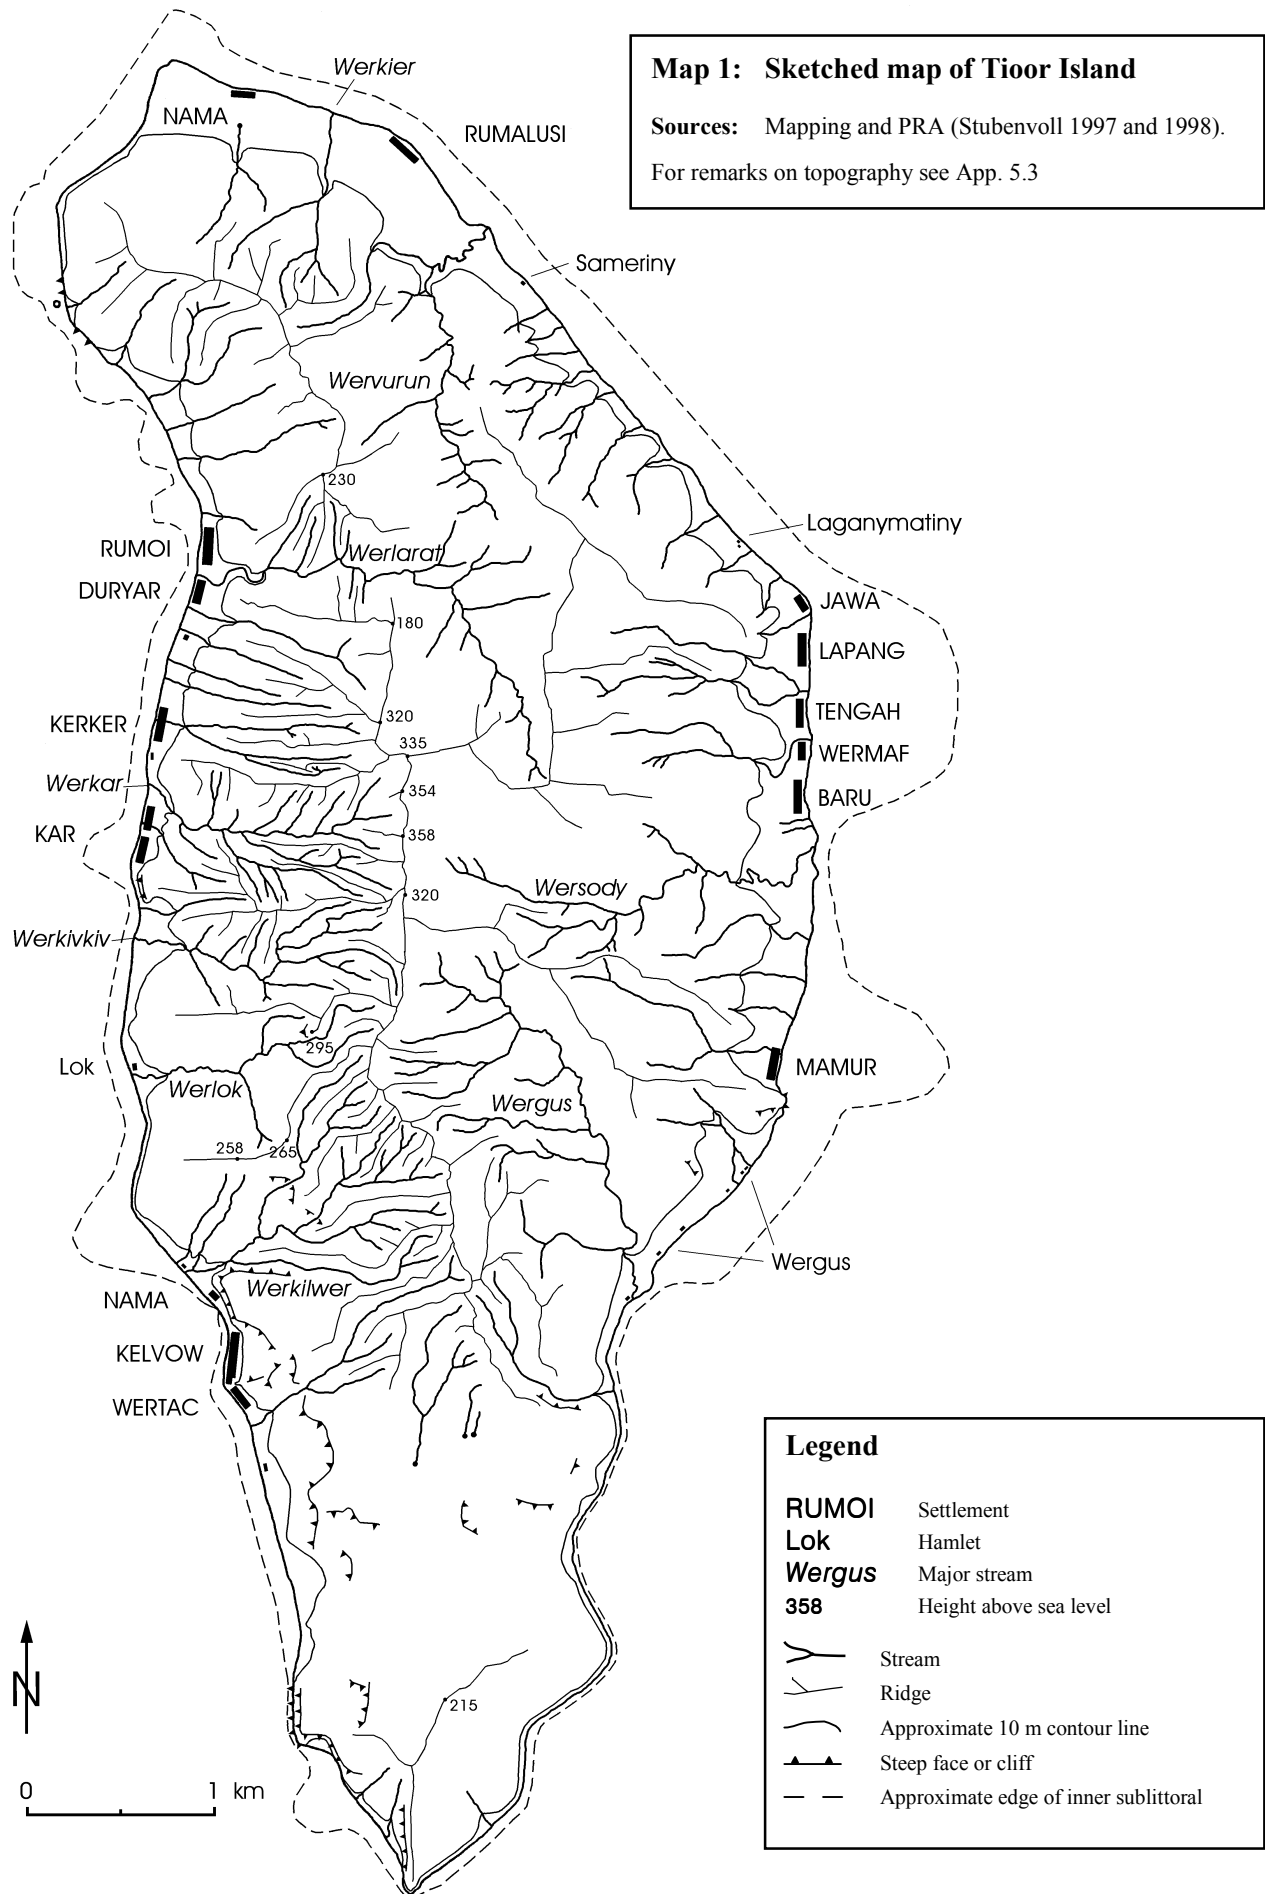 Map 1: Sketched map of Tioor Island
Sources: Mapping and PRA (Stubenvoll 1997 and 1998).
For remarks on topography see App. 5.3
Werkier
NAMA
RUMALUSI
Sameriny
Wervurun
230
Laganymatiny
RUMOI
Werlarat
DURYAR
JAWA
180
LAPANG
KERKER
320
TENGAH
335
WERMAF
Werkar
354
BARU
KAR
358
Wersody
320
Werkivkiv
295
Lok
MAMUR
Werlok
Wergus
258
265
Wergus
Werkilwer
NAMA
KELVOW
WERTAC
215
N
0 1 km
Legend
RUMOI Settlement
Lok Hamlet
Wergus Major stream
358 Height above sea level
Stream
Ridge
Approximate 10 m contour line
Steep face or cliff
Approximate edge of inner sublittoral